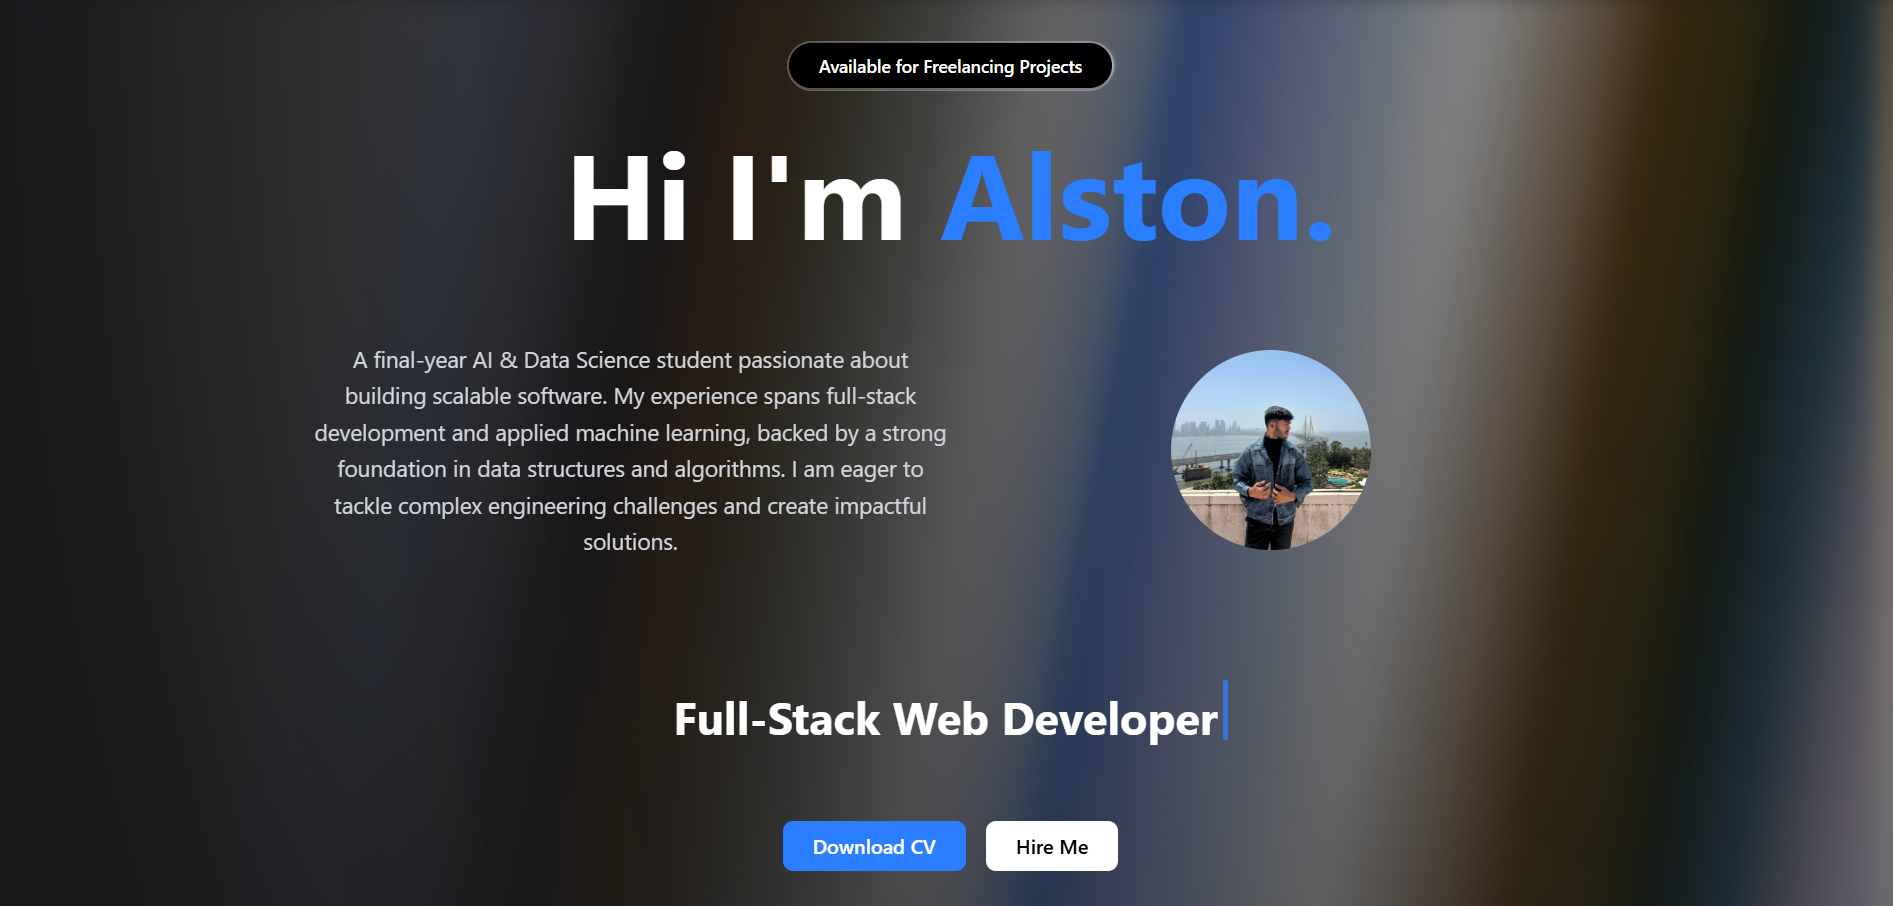 Available for Freelancing Projects
Hi I'm Alston.
A final-year AI & Data Science student passionate about
building scalable software. My experience spans full-stack
development and applied machine learning, backed by a strong
foundation in data structures and algorithms. I am eager to
tackle complex engineering challenges and create impactful
solutions.
Full-Stack Web Developer
Download CV
Hire Me